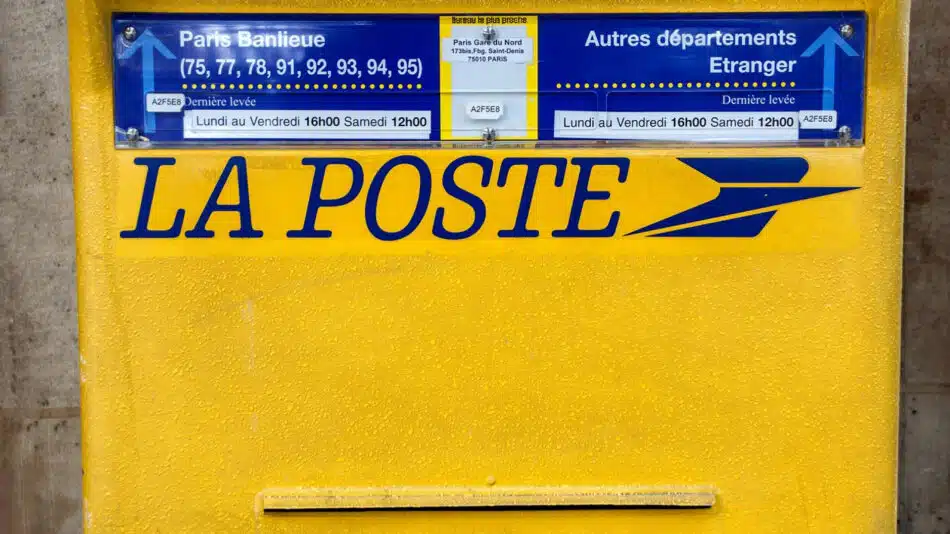 Paris Banlieue
(75, 77, 78, 91, 92, 93, 94, 95)
A2F5E8
Dernière levée
Lundi au Vendredi 16h00 Samedi 12h00
Bureau le plus proche
Paris Gare du Nord
173bis,Fbg. Saint-Denis
75010 PARIS
A2F5E8
Autres départements
Etranger
Dernière levée
Lundi au Vendredi 16h00 Samedi 12h00
A2F5E8
LA POSTE